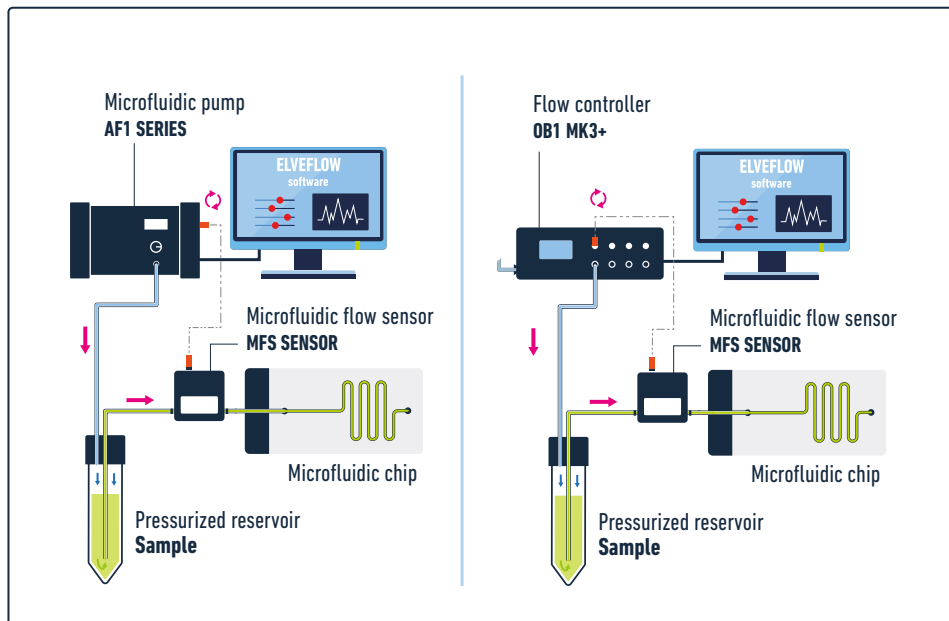 Microfluidic pump
AF1 SERIES
ELVEFLOW
software
Microfluidic flow sensor
MFS SENSOR
Microfluidic chip
Pressurized reservoir
Sample
Flow controller
OB1 MK3+
ELVEFLOW
software
Microfluidic flow sensor
MFS SENSOR
Microfluidic chip
Pressurized reservoir
Sample